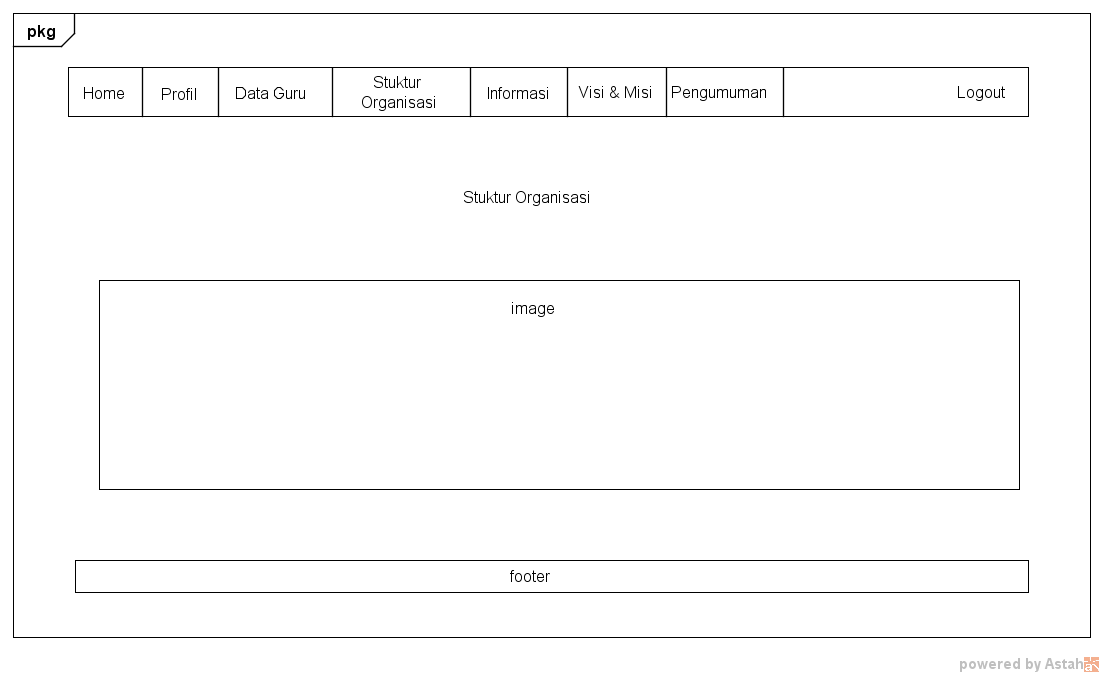 pkg
Home
Profil
Data Guru
Stuktur
Organisasi
Informasi
Visi & Misi
Pengumuman
Logout
Stuktur Organisasi
image
footer
powered by Astah